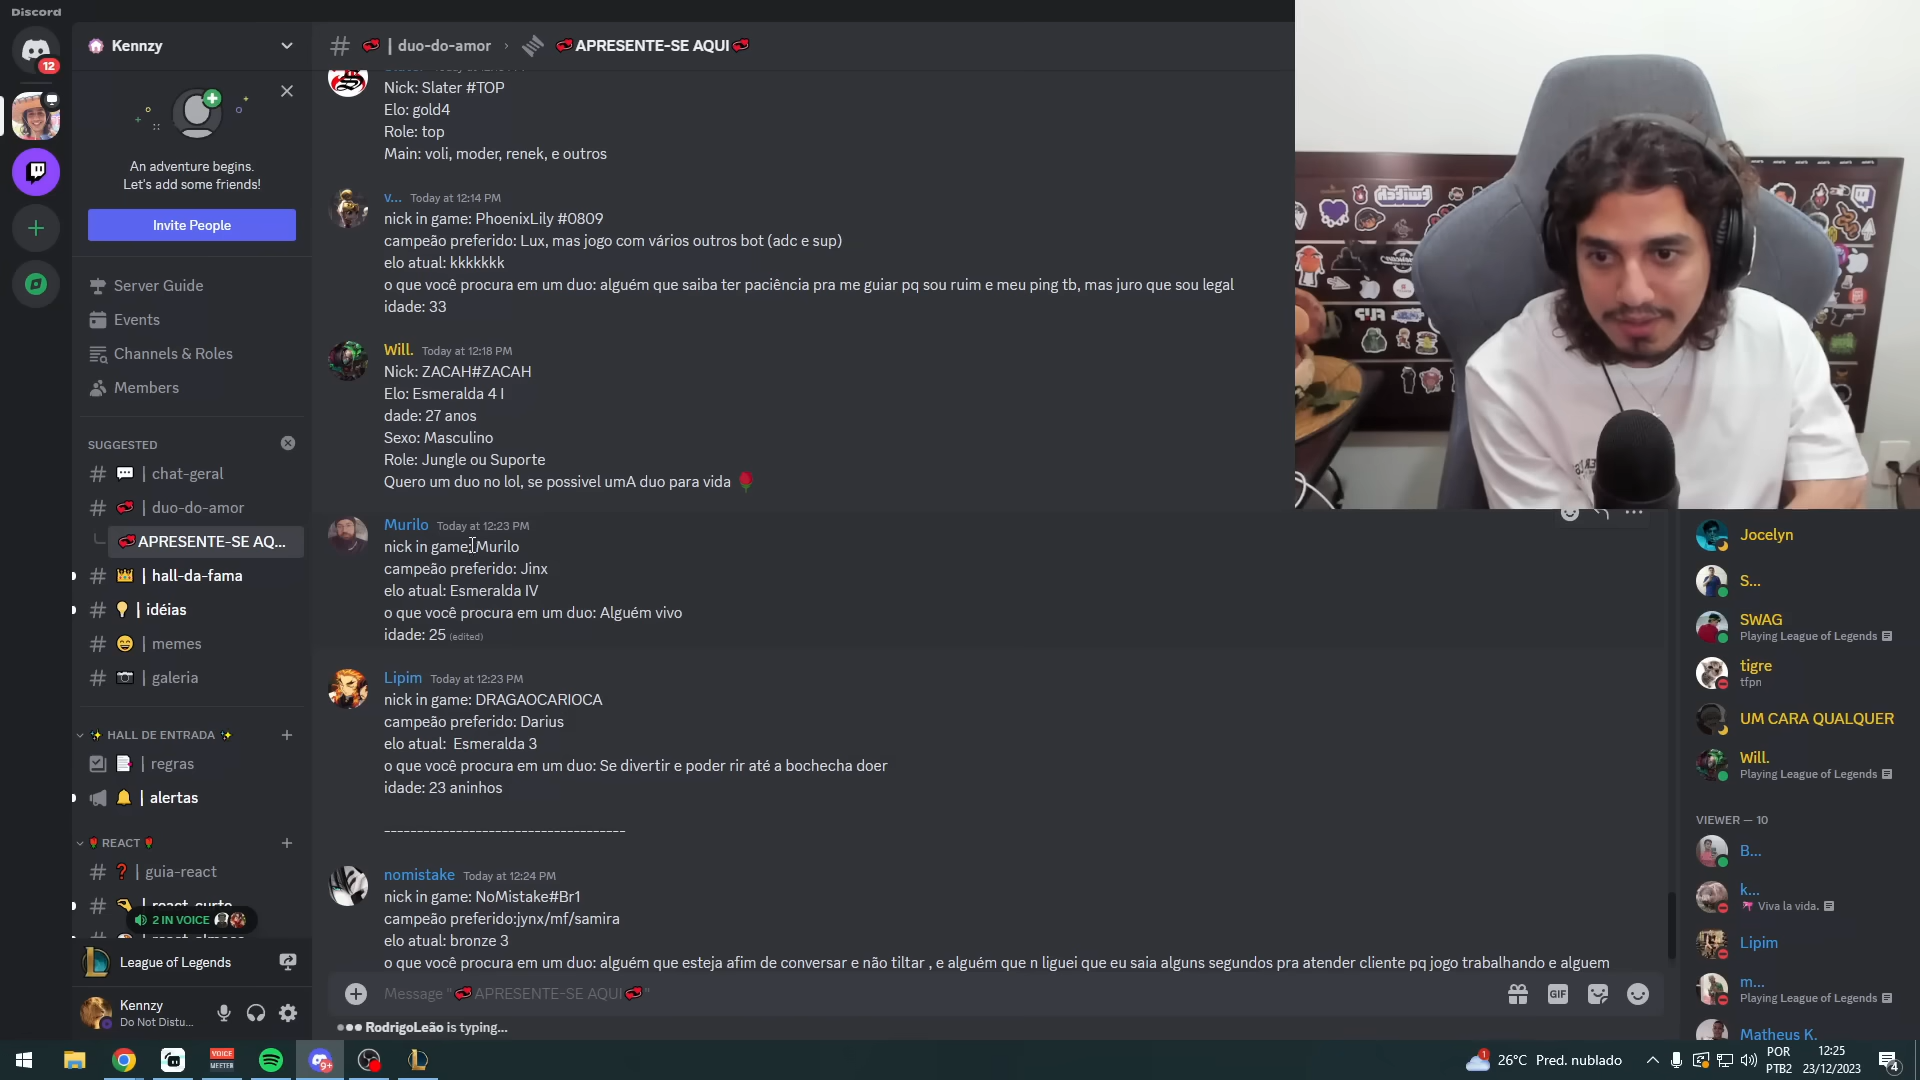 Discord
12
Kennzy
| duo-do-amor
APRESENTE-SE AQUI
An adventure begins.
Let's add some friends!
Invite People
Server Guide
Events
Channels & Roles
Members
SUGGESTED
| chat-geral
| duo-do-amor
APRESENTE-SE AQ...
| hall-da-fama
| idéias
| memes
| galeria
HALL DE ENTRADA
| regras
| alertas
REACT
| guia-react
2 IN VOICE
League of Legends
Kennzy
Do Not Distu...
Nick: Slater #TOP
Elo: gold4
Role: top
Main: voli, moder, renek, e outros
v... Today at 12:14 PM
nick in game: PhoenixLily #0809
campeão preferido: Lux, mas jogo com vários outros bot (adc e sup)
elo atual: kkkkkkk
o que você procura em um duo: alguém que saiba ter paciência pra me guiar pq sou ruim e meu ping tb, mas juro que sou legal
idade: 33
Will. Today at 12:18 PM
Nick: ZACAH#ZACAH
Elo: Esmeralda 4 I
dade: 27 anos
Sexo: Masculino
Role: Jungle ou Suporte
Quero um duo no lol, se possivel umA duo para vida
Murilo Today at 12:23 PM
nick in game: Murilo
campeão preferido: Jinx
elo atual: Esmeralda IV
o que você procura em um duo: Alguém vivo
idade: 25 (edited)
Lipim Today at 12:23 PM
nick in game: DRAGAOCARIOCA
campeão preferido: Darius
elo atual: Esmeralda 3
o que você procura em um duo: Se divertir e poder rir até a bochecha doer
idade: 23 aninhos
-------------------------------------
nomistake Today at 12:24 PM
nick in game: NoMistake#Br1
campeão preferido:jynx/mf/samira
elo atual: bronze 3
o que você procura em um duo: alguém que esteja afim de conversar e não tiltar , e alguém que n liguei que eu saia alguns segundos pra atender cliente pq jogo trabalhando e alguem
Message "APRESENTE-SE AQUI"
GIF
RodrigoLeão is typing...
Jocelyn
S...
SWAG
Playing League of Legends
tigre
tfpn
UM CARA QUALQUER
Will.
Playing League of Legends
VIEWER — 10
B...
k...
Viva la vida.
Lipim
m...
Playing League of Legends
Matheus K.
VOICE
MEETER
9+
1
26°C Pred. nublado
POR
PTB2
12:25
23/12/2023
4